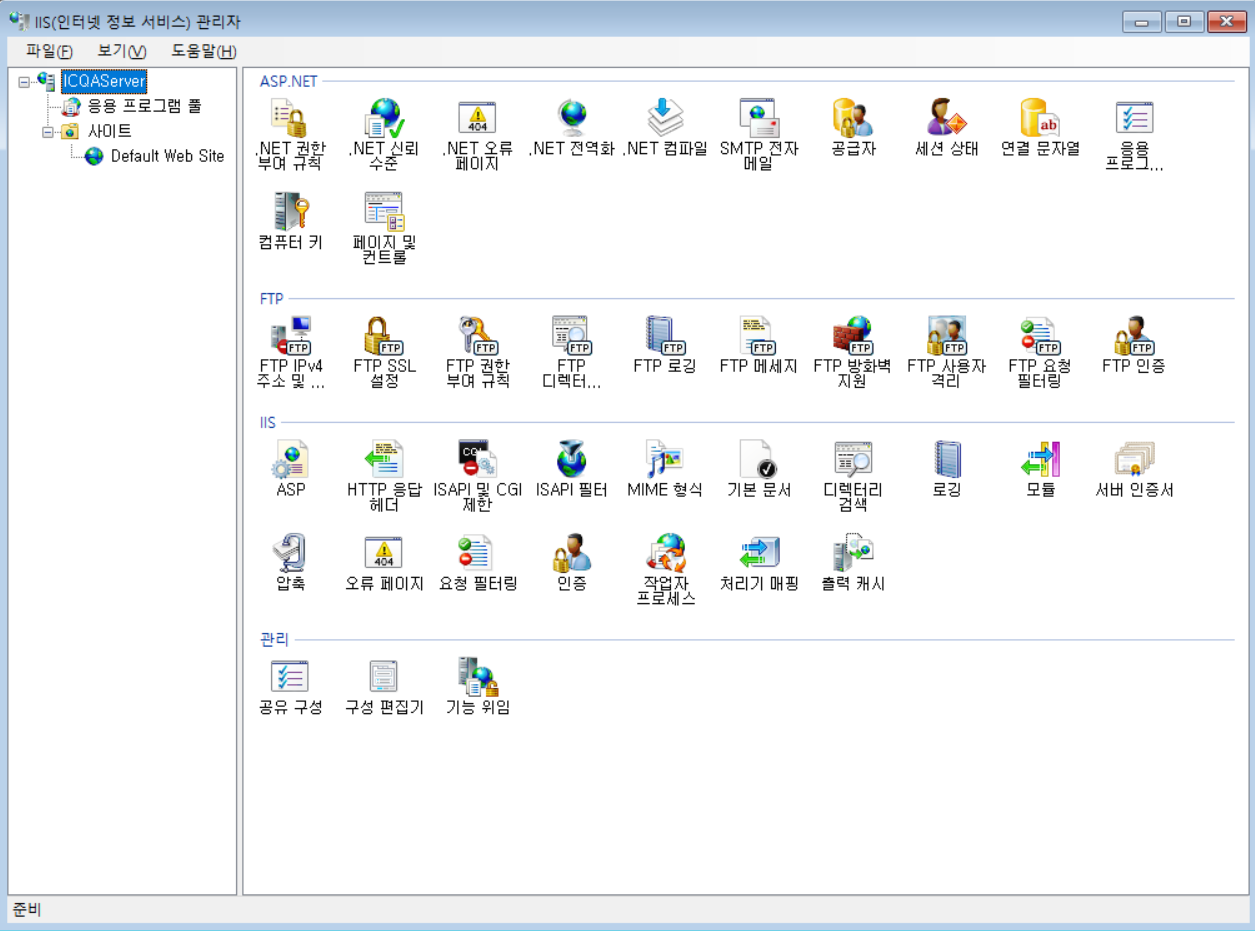 IIS(인터넷 정보 서비스) 관리자
파일(F) 보기(V) 도움말(H)
ICQAServer
응용 프로그램 풀
사이트
Default Web Site
ASP.NET
.NET 권한 부여 규칙
.NET 신뢰 수준
.NET 오류 페이지
.NET 전역화
.NET 컴파일
SMTP 전자 메일
공급자
세션 상태
연결 문자열
응용 프로그...
컴퓨터 키
페이지 및 컨트롤
FTP
FTP IPv4 주소 및 ...
FTP SSL 설정
FTP 권한 부여 규칙
FTP 디렉터...
FTP 로깅
FTP 메세지
FTP 방화벽 지원
FTP 사용자 격리
FTP 요청 필터링
FTP 인증
IIS
ASP
HTTP 응답 헤더
ISAPI 및 CGI 제한
ISAPI 필터
MIME 형식
기본 문서
디렉터리 검색
로깅
모듈
서버 인증서
압축
오류 페이지
요청 필터링
인증
작업자 프로세스
처리기 매핑
출력 캐시
관리
공유 구성
구성 편집기
기능 위임
준비